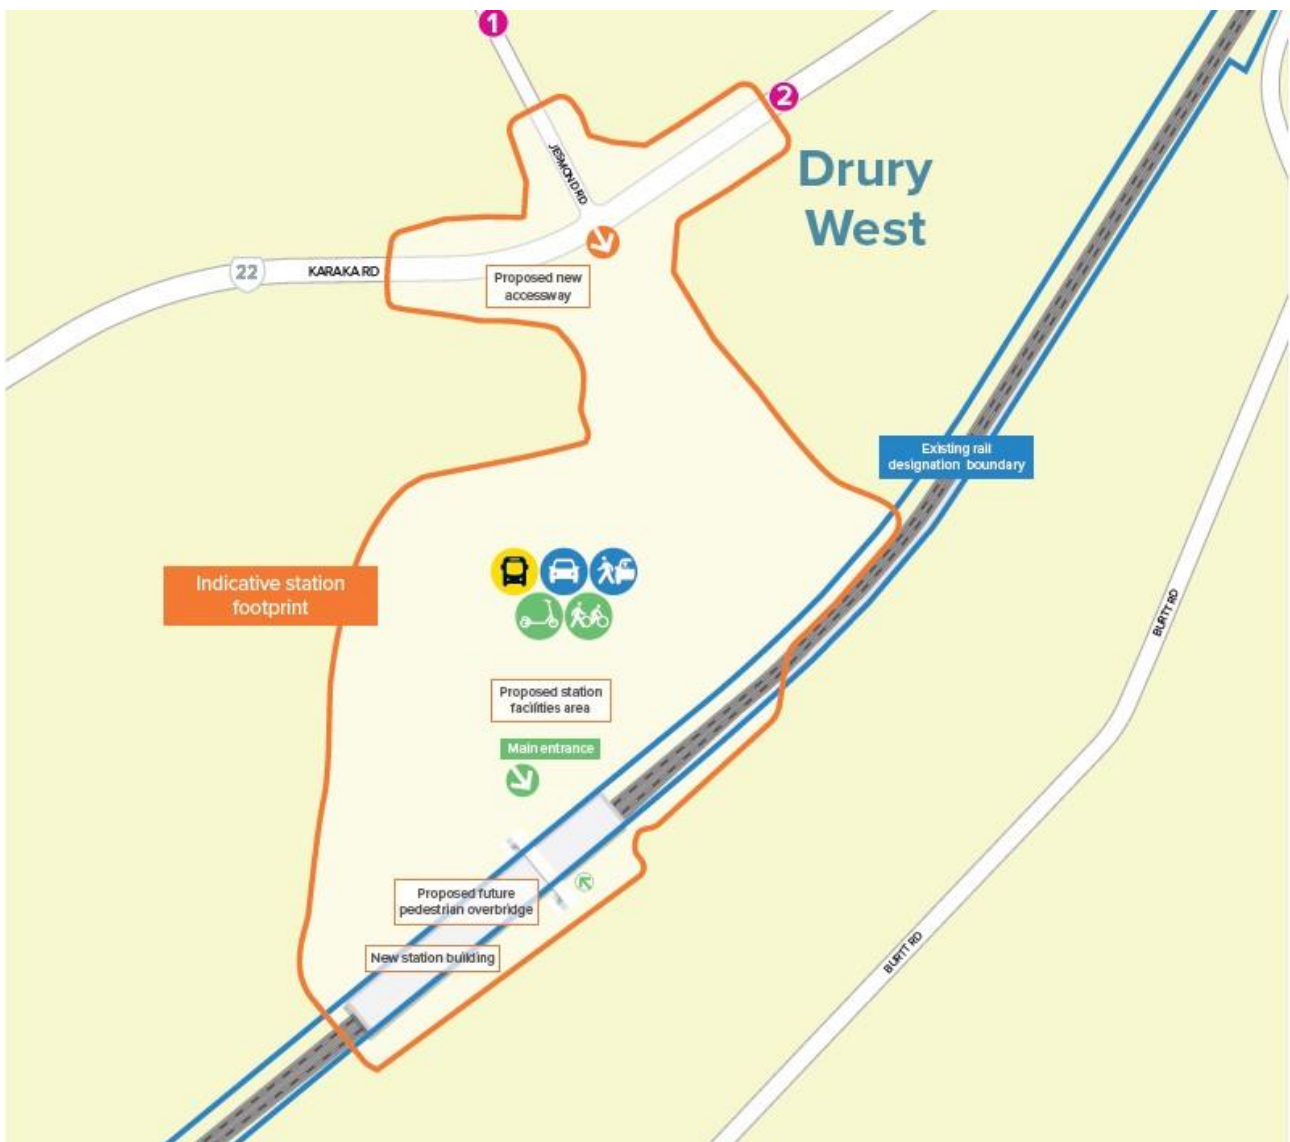 1
2
JESMOND RD
Drury
West
22
KARAKA RD
Proposed new
accessway
Existing rail
designation boundary
Indicative station
footprint
BURTT RD
Proposed station
facilities area
Main entrance
Proposed future
pedestrian overbridge
New station building
BURTT RD